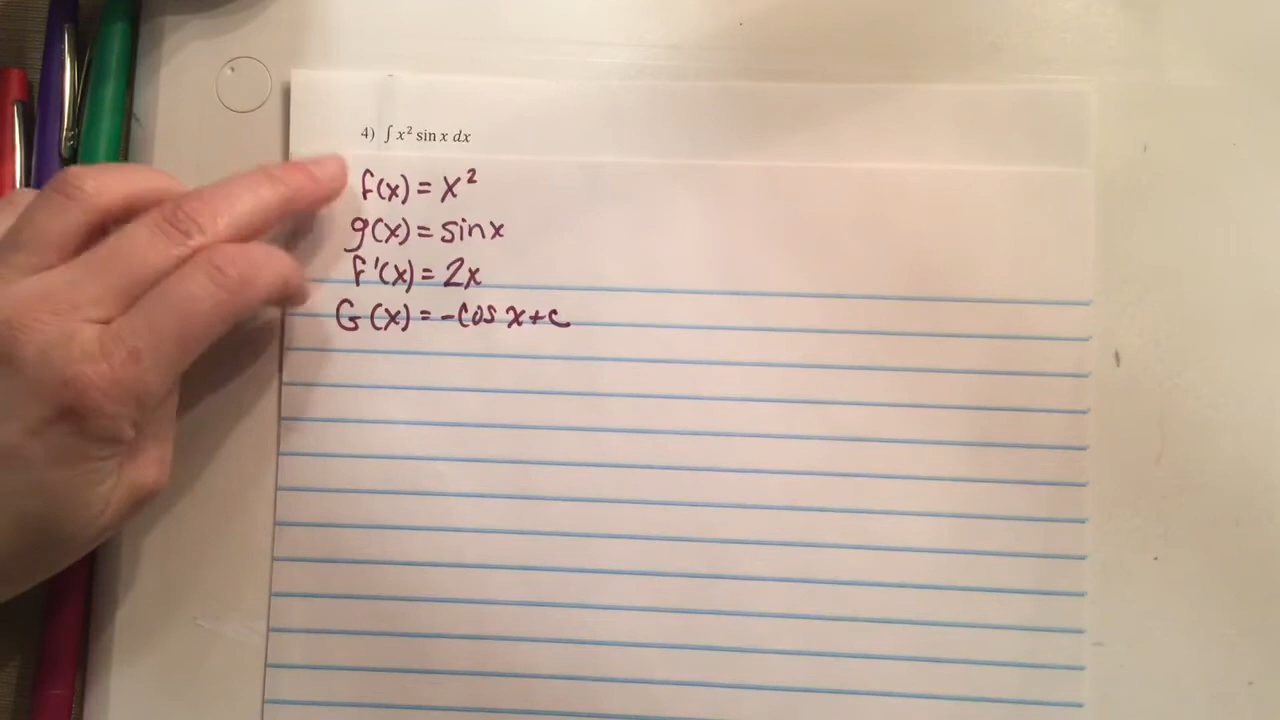 4) ∫ x² sin x dx
f(x) = x²
g(x) = sin x
f'(x) = 2x
G(x) = -cos x + c